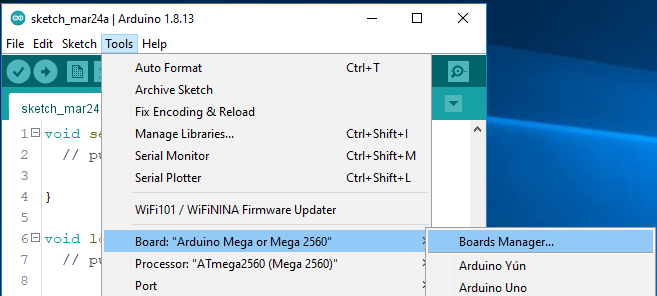 sketch_mar24a | Arduino 1.8.13
File Edit Sketch Tools Help
Auto Format Ctrl+T
Archive Sketch
Fix Encoding & Reload
Manage Libraries... Ctrl+Shift+I
Serial Monitor Ctrl+Shift+M
Serial Plotter Ctrl+Shift+L
WiFi101 / WiFiNINA Firmware Updater
Board: "Arduino Mega or Mega 2560"
Processor: "ATmega2560 (Mega 2560)"
Port
Boards Manager...
Arduino Yún
Arduino Uno
sketch_mar24
1 void se
2 // pu
3
4 }
5
6 void lo
7 // pu
8